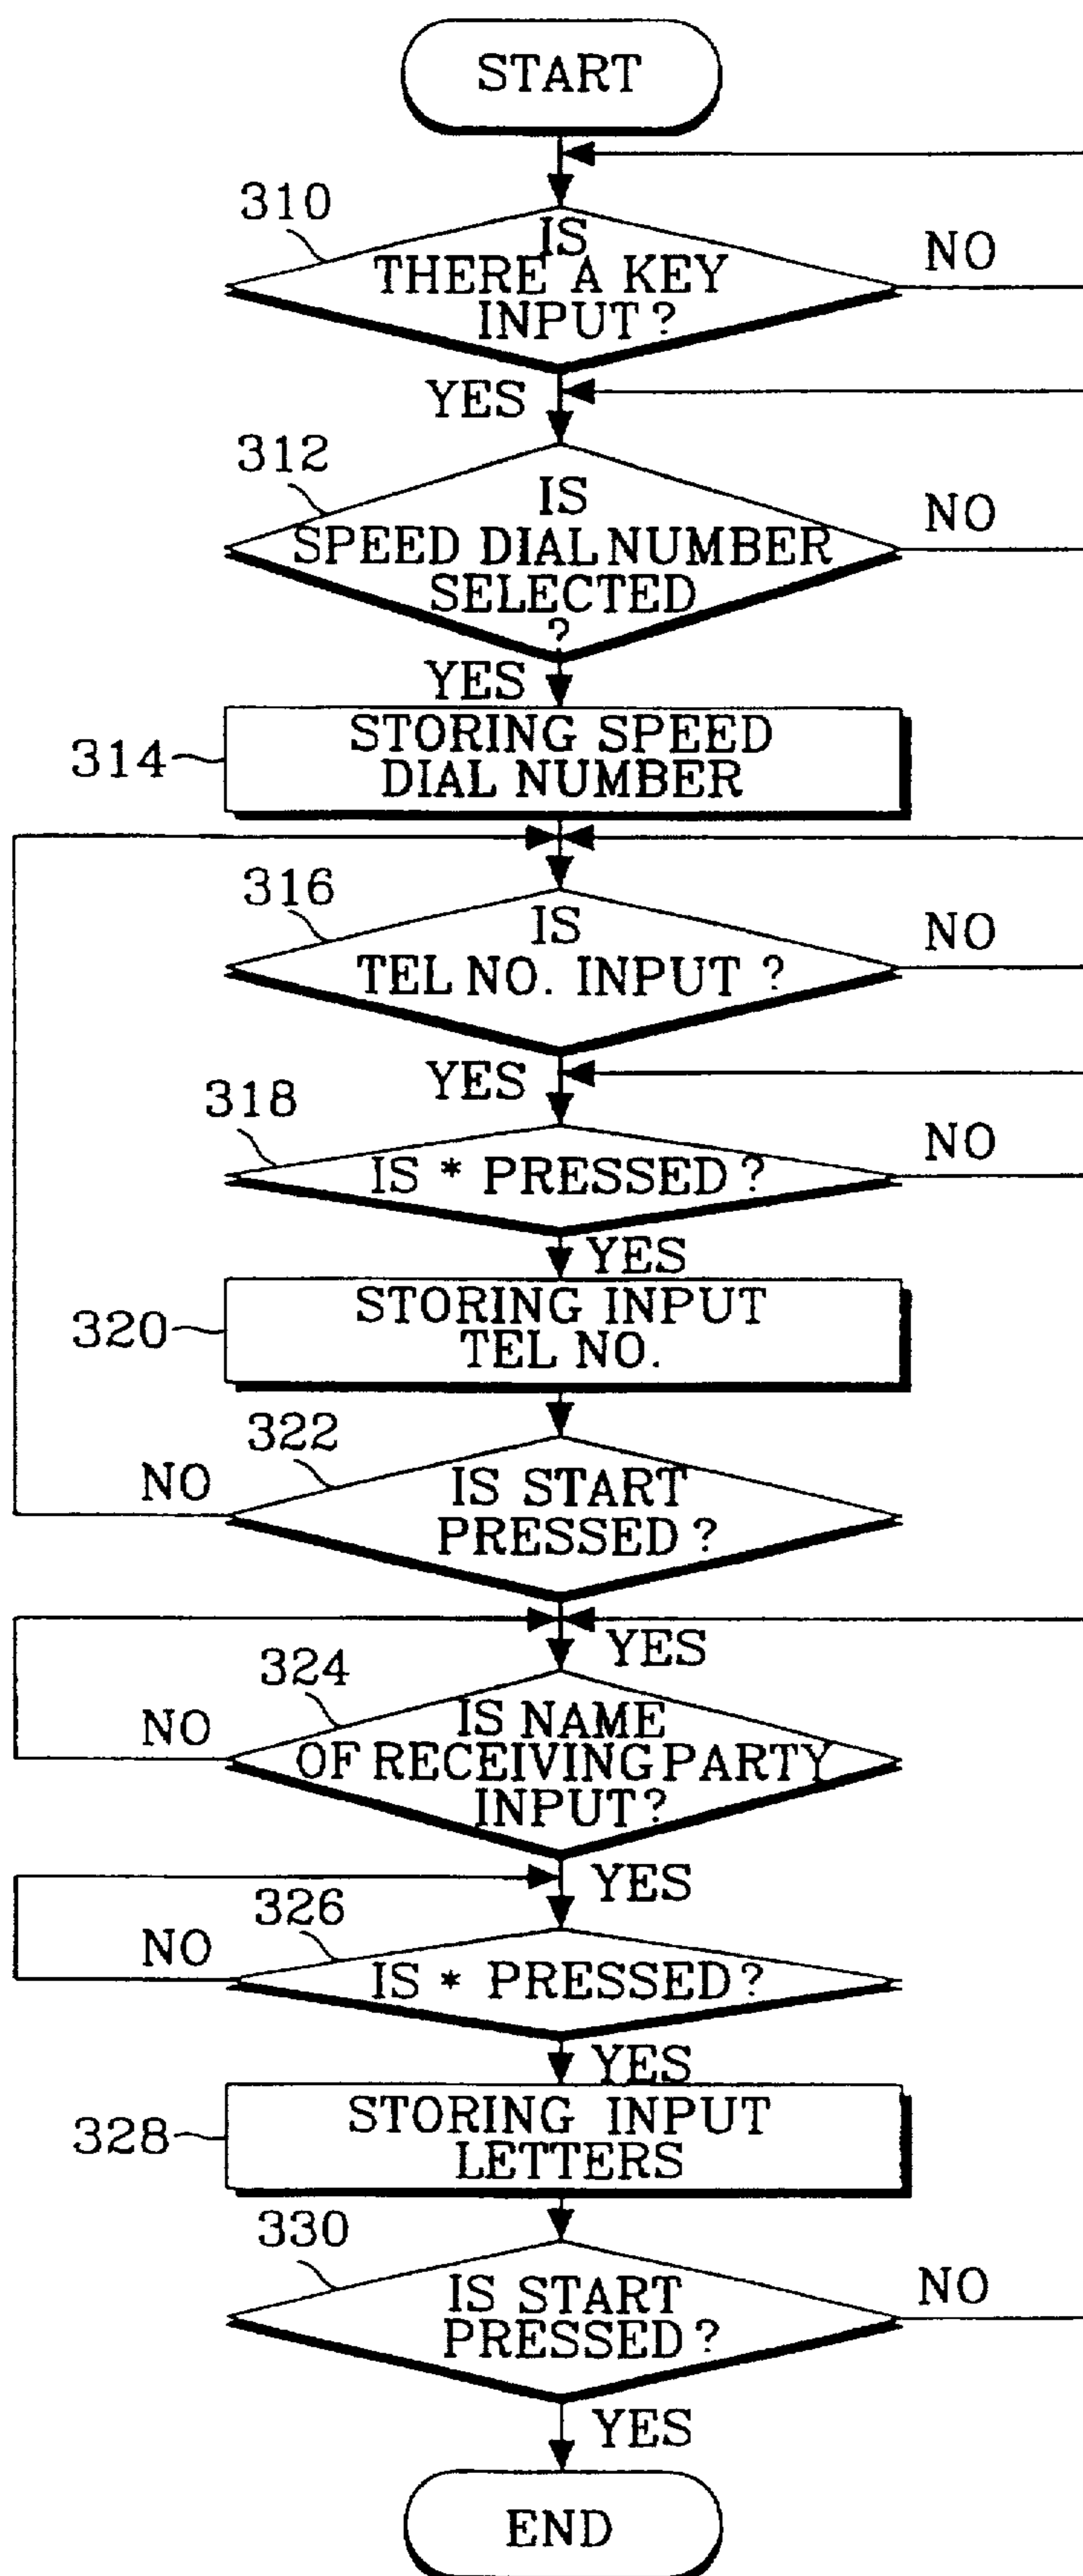 START
310
IS
THERE A KEY
INPUT?
NO
YES
312
IS
SPEED DIAL NUMBER
SELECTED
?
NO
YES
314
STORING SPEED
DIAL NUMBER
316
IS
TEL NO. INPUT ?
NO
YES
318
IS * PRESSED?
NO
YES
320
STORING INPUT
TEL NO.
322
NO
IS START
PRESSED?
YES
324
NO
IS NAME
OF RECEIVING PARTY
INPUT?
YES
326
NO
IS * PRESSED?
YES
328
STORING INPUT
LETTERS
330
IS START
PRESSED?
NO
YES
END